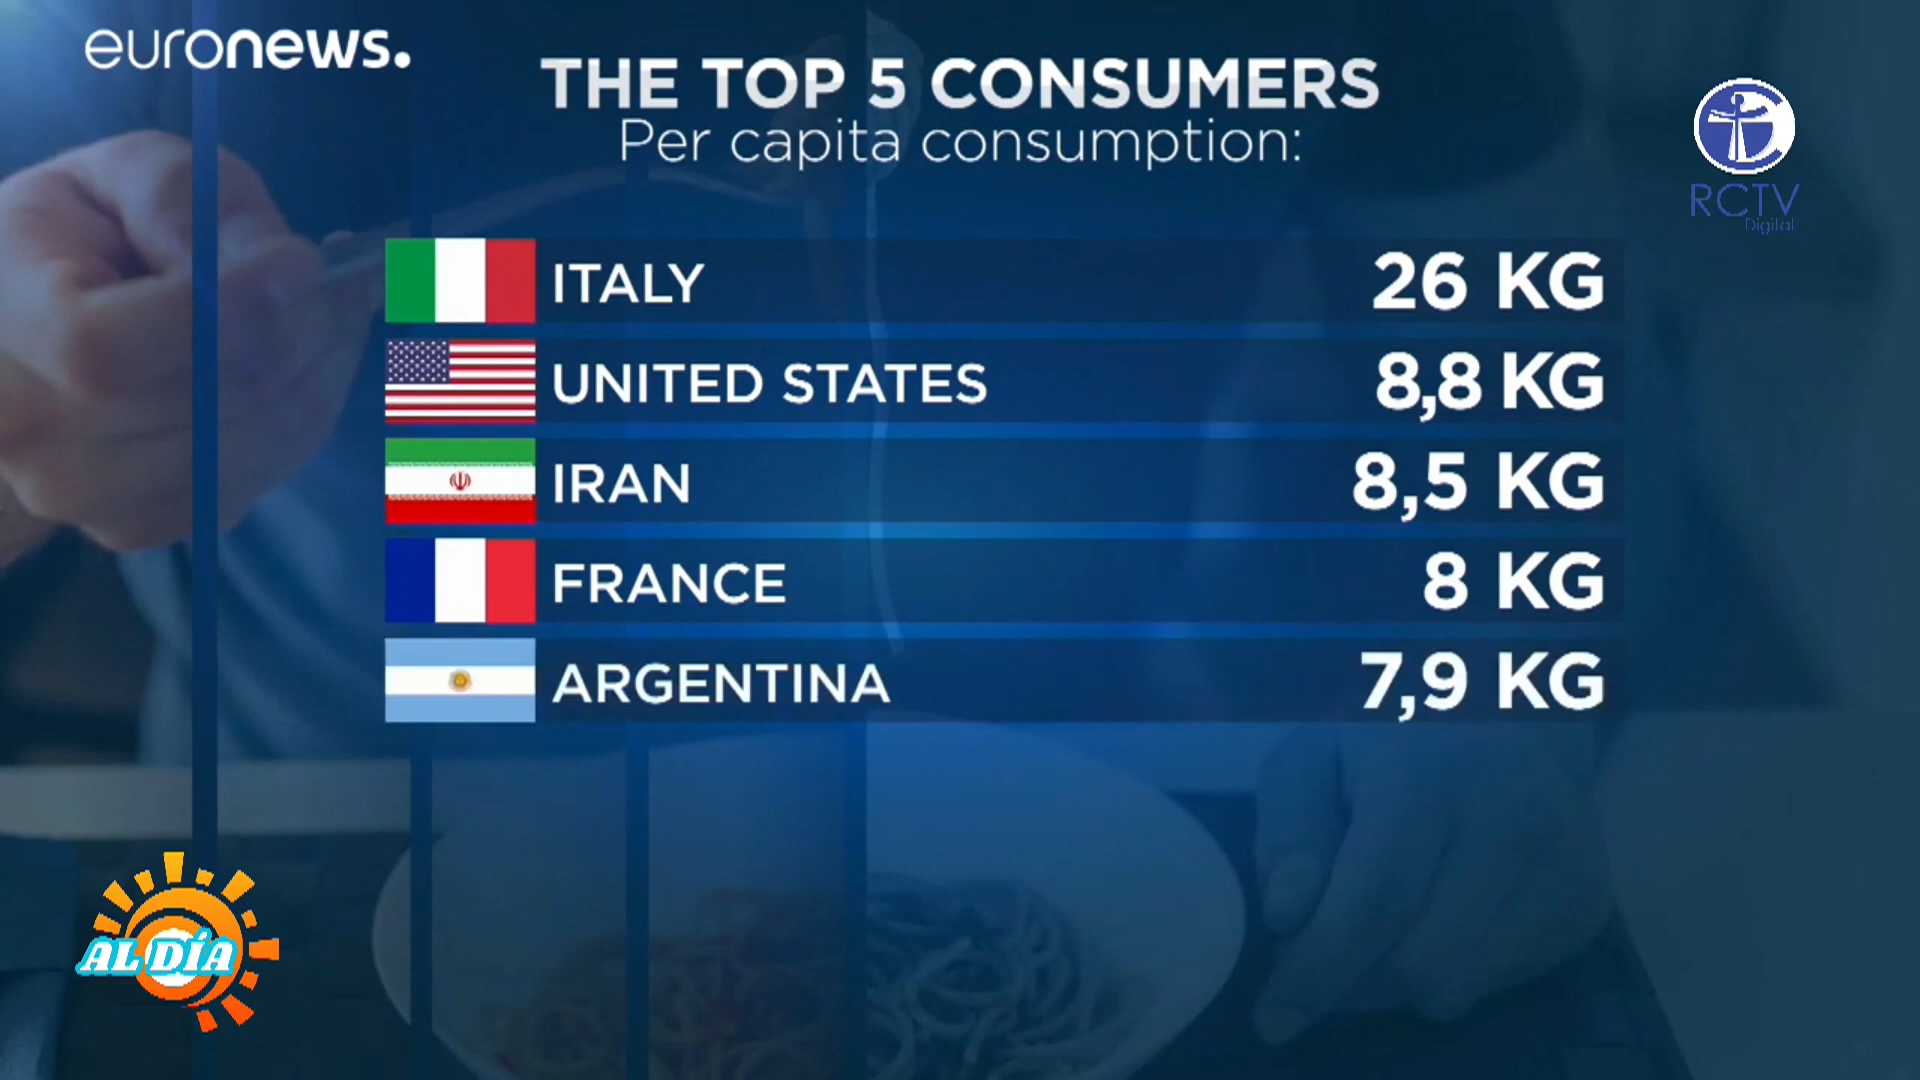 euronews.
THE TOP 5 CONSUMERS
Per capita consumption:
RCTV
Digital
ITALY 26 KG
UNITED STATES 8,8 KG
IRAN 8,5 KG
FRANCE 8 KG
ARGENTINA 7,9 KG
AL DÍA